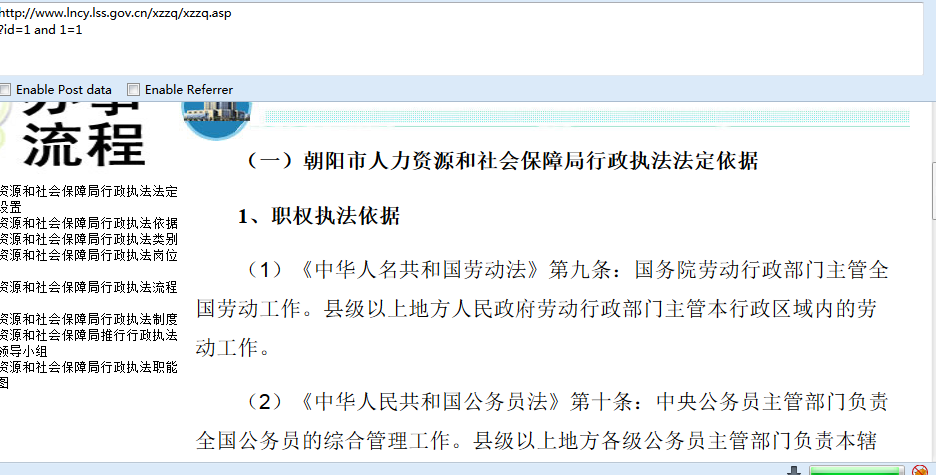 http://www.lncy.lss.gov.cn/xzzq/xzzq.asp
?id=1 and 1=1
Enable Post data
Enable Referrer
办事
流程
资源和社会保障局行政执法法定
设置
资源和社会保障局行政执法依据
资源和社会保障局行政执法类别
资源和社会保障局行政执法岗位
资源和社会保障局行政执法流程
资源和社会保障局行政执法制度
资源和社会保障局推行行政执法
领导小组
资源和社会保障局行政执法职能
图
（一）朝阳市人力资源和社会保障局行政执法法定依据
1、职权执法依据
（1）《中华人名共和国劳动法》第九条：国务院劳动行政部门主管全
国劳动工作。县级以上地方人民政府劳动行政部门主管本行政区域内的劳
动工作。
（2）《中华人民共和国公务员法》第十条：中央公务员主管部门负责
全国公务员的综合管理工作。县级以上地方各级公务员主管部门负责本辖